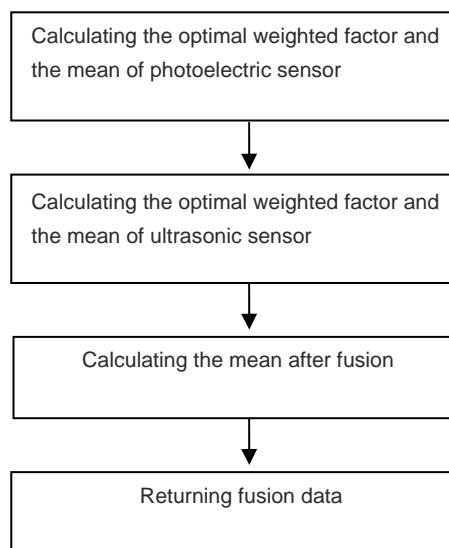 Calculating the optimal weighted factor and
the mean of photoelectric sensor
Calculating the optimal weighted factor and
the mean of ultrasonic sensor
Calculating the mean after fusion
Returning fusion data